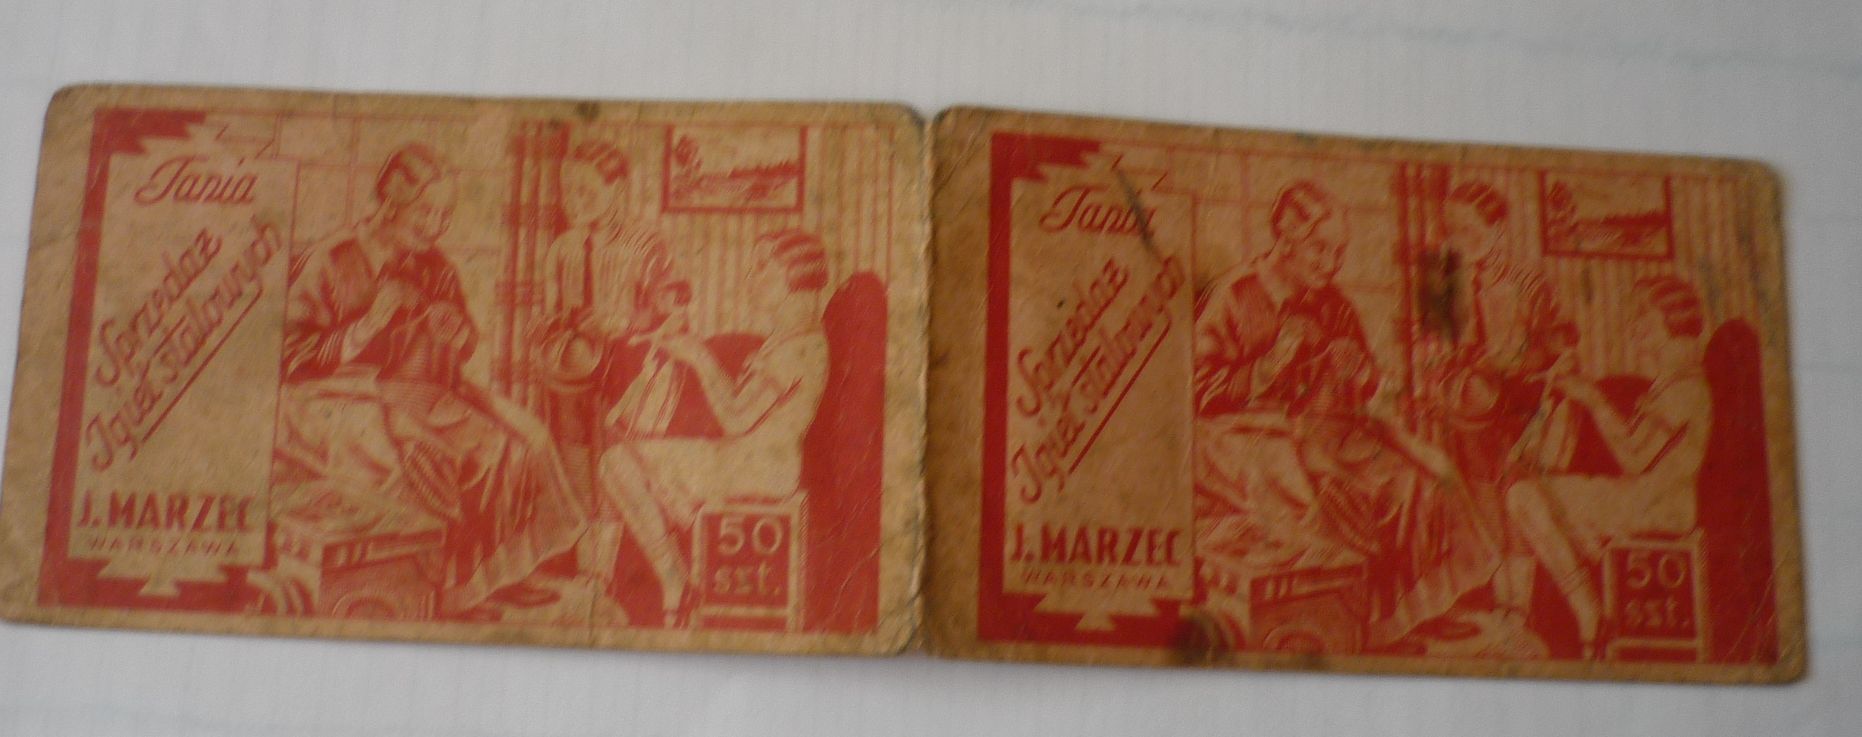 Tania
Sprzedaż
Igieł stalowych
J. MARZEC
WARSZAWA
50
szt.
Tania
Sprzedaż
Igieł stalowych
J. MARZEC
WARSZAWA
50
szt.